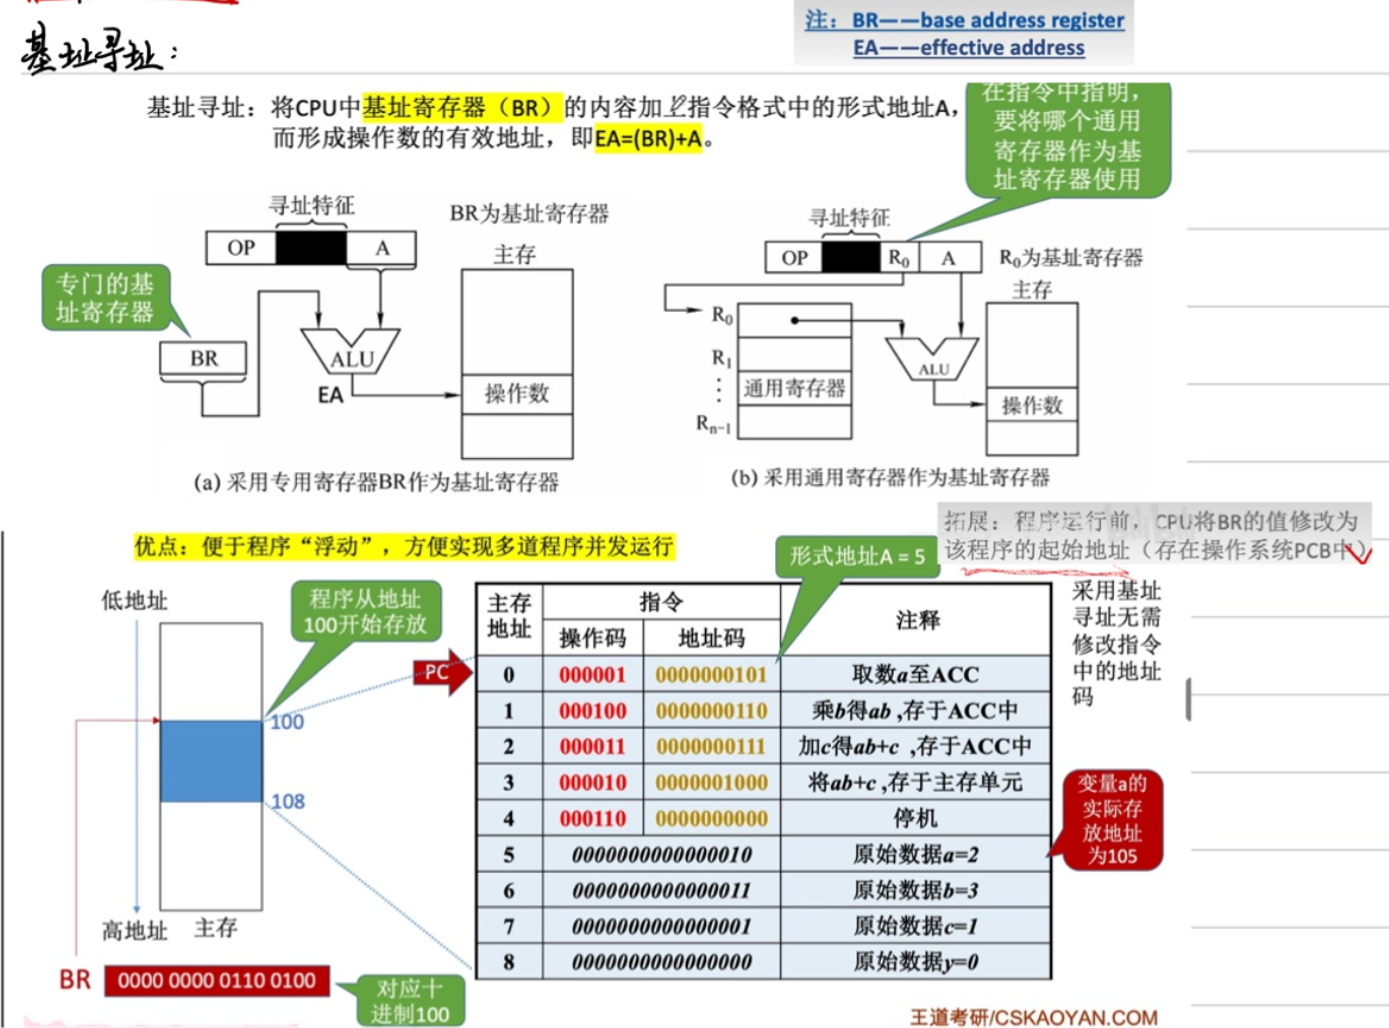 注：BR——base address register
EA——effective address
基址寻址：
基址寻址：将CPU中基址寄存器（BR）的内容加上指令格式中的形式地址A，
而形成操作数的有效地址，即EA=(BR)+A。
在指令中指明，
要将哪个通用
寄存器作为基
址寄存器使用
寻址特征
BR为基址寄存器
OP
A
主存
专门的基
址寄存器
BR
ALU
EA
操作数
(a) 采用专用寄存器BR作为基址寄存器
寻址特征
OP
R0
A
R0为基址寄存器
主存
R0
R1
⋮
Rn-1
通用寄存器
ALU
操作数
(b) 采用通用寄存器作为基址寄存器
优点：便于程序“浮动”，方便实现多道程序并发运行
拓展：程序运行前，CPU将BR的值修改为
该程序的起始地址（存在操作系统PCB中）
形式地址A = 5
采用基址
寻址无需
修改指令
中的地址
码
低地址
程序从地址
100开始存放
PC
100
108
高地址
主存
BR 0000 0000 0110 0100
对应十
进制100
主存地址 指令 注释
操作码 地址码
0 000001 0000000101 取数a至ACC
1 000100 0000000110 乘b得ab ,存于ACC中
2 000011 0000000111 加c得ab+c ,存于ACC中
3 000010 0000001000 将ab+c ,存于主存单元
4 000110 0000000000 停机
5 0000000000000010 原始数据a=2
6 0000000000000011 原始数据b=3
7 0000000000000001 原始数据c=1
8 0000000000000000 原始数据y=0
变量a的
实际存
放地址
为105
王道考研/CSKAOYAN.COM